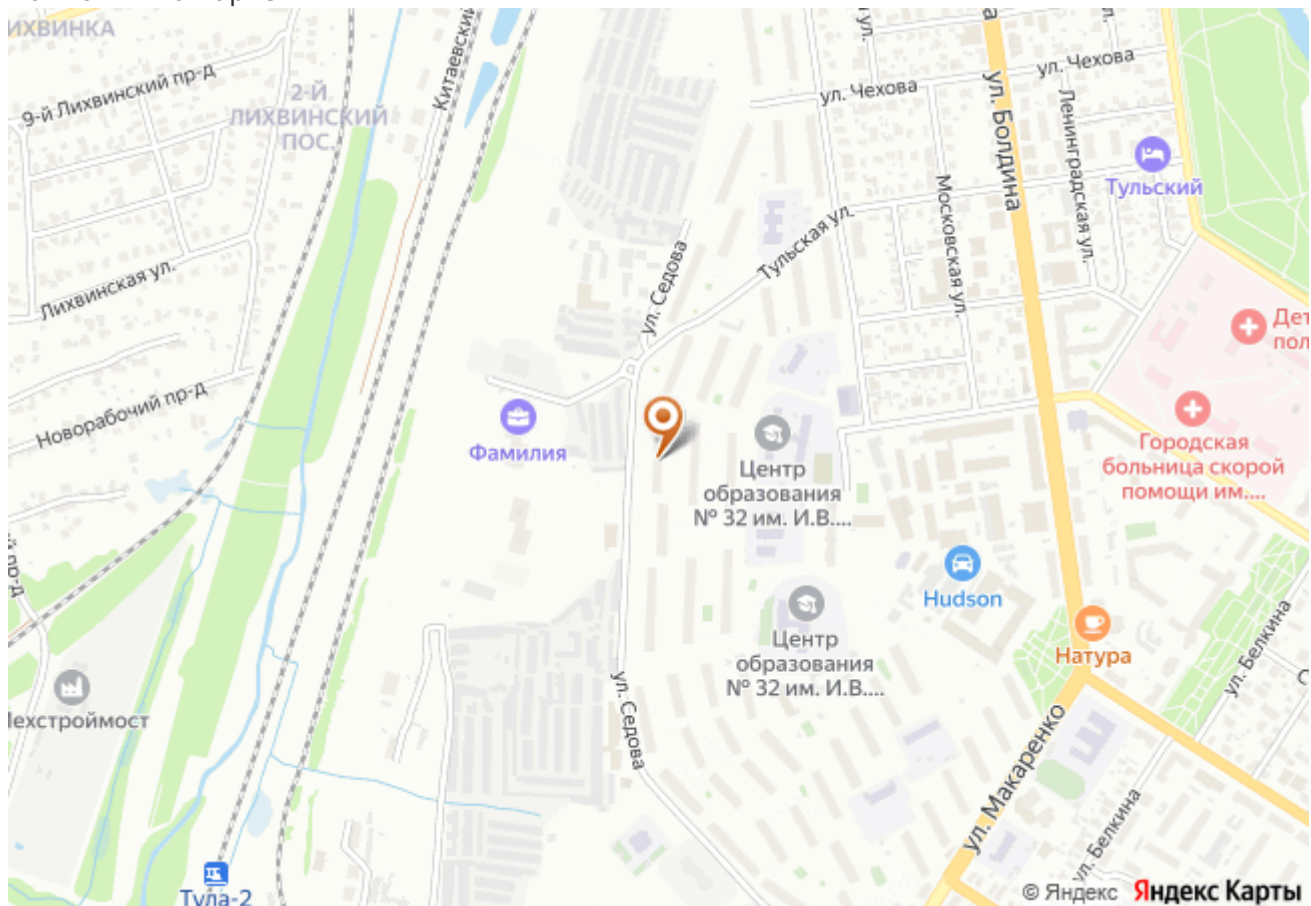 ИХВИНКА
9-й Лихвинский пр-д
2-Й
ЛИХВИНСКИЙ
ПОС.
Китаевский
ул. Чехова
ул. Чехова
ул. Болдина
Ленинградская ул.
Московская ул.
Тульский
Тульская ул.
ул. Седова
Лихвинская ул.
Новорабочий пр-д
Фамилия
Центр
образования
№ 32 им. И.В....
Дет
пол
Городская
больница скорой
помощи им....
Hudson
Центр
образования
№ 32 им. И.В....
Натура
ул. Белкина
й пр-д
Мехстроймост
ул. Седова
ул. Макаренко
ул. Белкина
Тула-2
© Яндекс Яндекс Карты